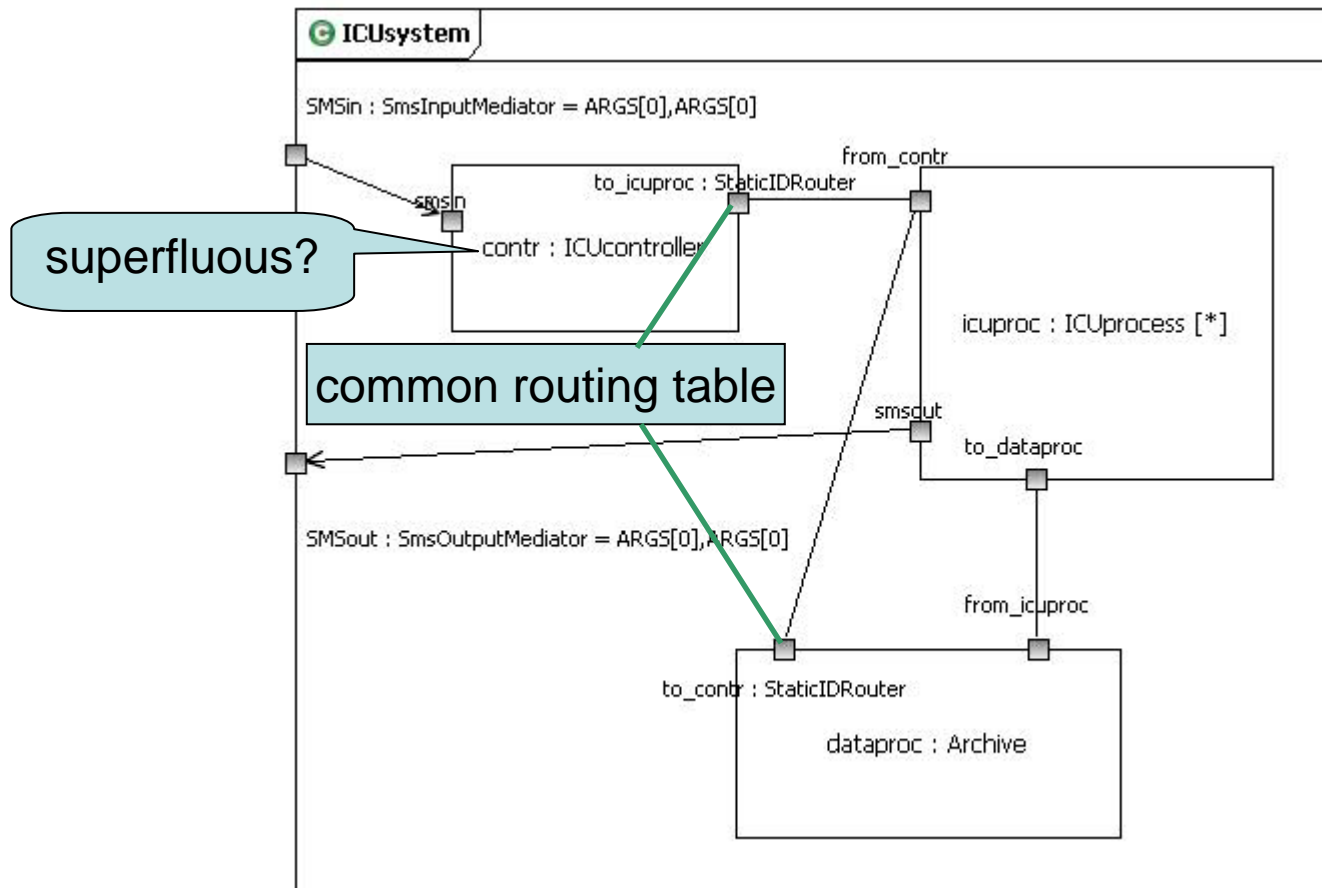 ICUsystem
SMSin : SmsInputMediator = ARGS[0],ARGS[0]
from_contr
to_icuproc : StaticIDRouter
smsin
superfluous?
contr : ICUcontroller
icuproc : ICUprocess [*]
common routing table
smsout
to_dataproc
SMSout : SmsOutputMediator = ARGS[0],ARGS[0]
from_icuproc
to_contr : StaticIDRouter
dataproc : Archive